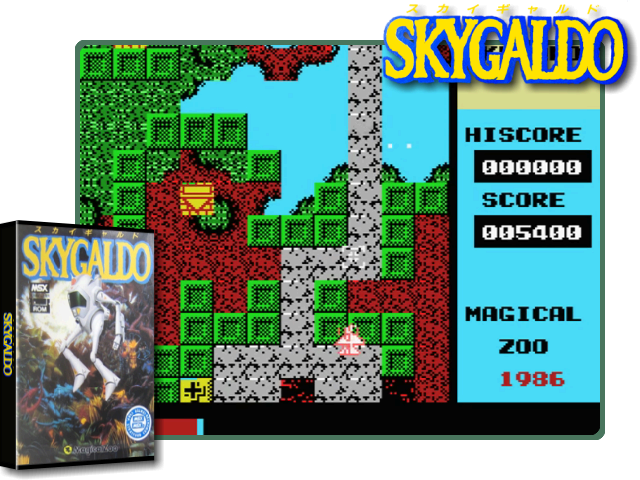 スカイギャルド
SKYGALDO
HISCORE
000000
SCORE
005400
MAGICAL
ZOO
1986
スカイギャルド
SKYGALDO
MSX
ROM
SKYGALDO